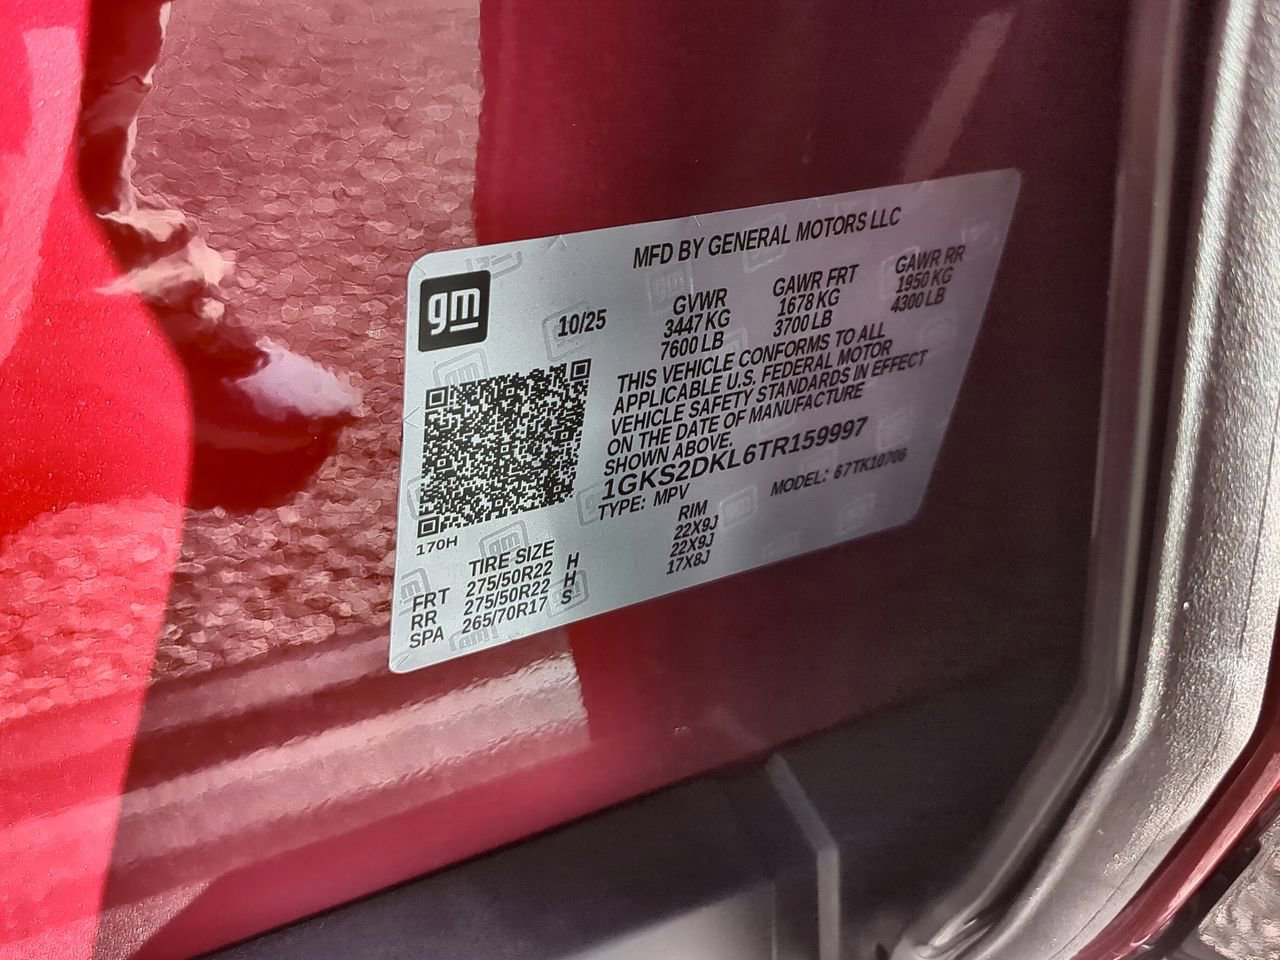 MFD BY GENERAL MOTORS LLC
gm
10/25
GVWR GAWR FRT GAWR RR
3447 KG 1678 KG 1950 KG
7600 LB 3700 LB 4300 LB
THIS VEHICLE CONFORMS TO ALL
APPLICABLE U.S. FEDERAL MOTOR
VEHICLE SAFETY STANDARDS IN EFFECT
ON THE DATE OF MANUFACTURE
SHOWN ABOVE.
1GKS2DKL6TR159997
TYPE: MPV MODEL: 67TK10706
170H
TIRE SIZE RIM
FRT 275/50R22 H 22X9J
RR 275/50R22 H 22X9J
SPA 265/70R17 S 17X8J